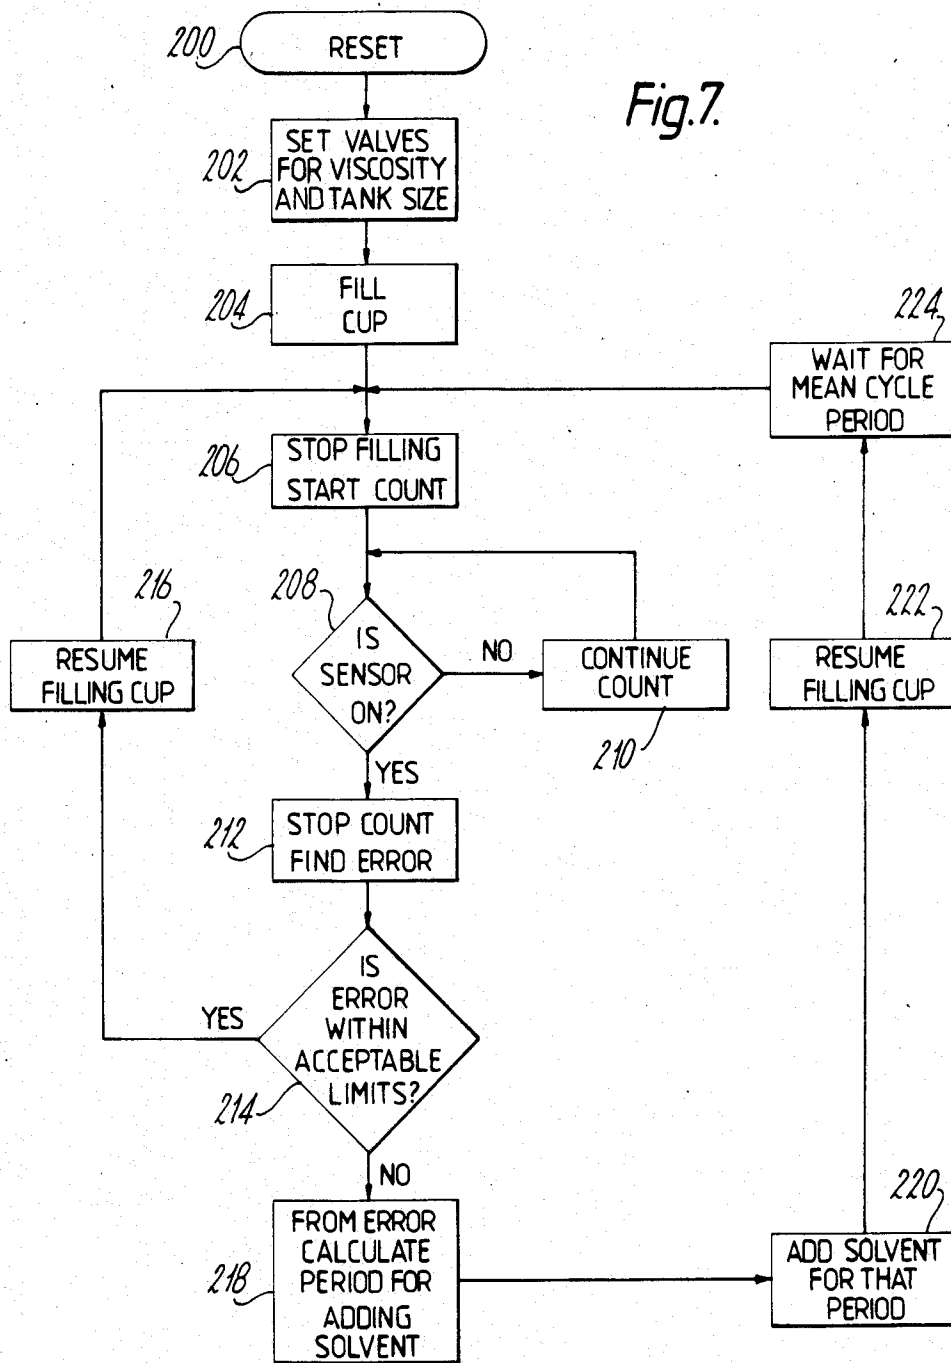 200
RESET
Fig.7.
202
SET VALVES
FOR VISCOSITY
AND TANK SIZE
204
FILL
CUP
224
WAIT FOR
MEAN CYCLE
PERIOD
206
STOP FILLING
START COUNT
208
IS
SENSOR
ON?
NO
YES
CONTINUE
COUNT
210
216
RESUME
FILLING CUP
222
RESUME
FILLING CUP
212
STOP COUNT
FIND ERROR
214
IS
ERROR
WITHIN
ACCEPTABLE
LIMITS?
YES
NO
218
FROM ERROR
CALCULATE
PERIOD FOR
ADDING
SOLVENT
220
ADD SOLVENT
FOR THAT
PERIOD